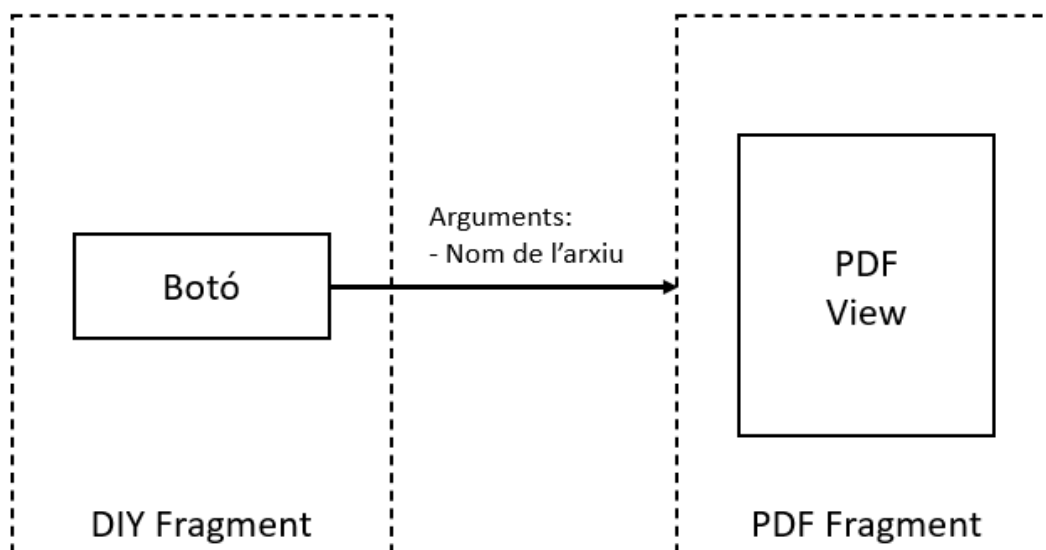 Arguments:
- Nom de l'arxiu
Botó
PDF
View
DIY Fragment
PDF Fragment